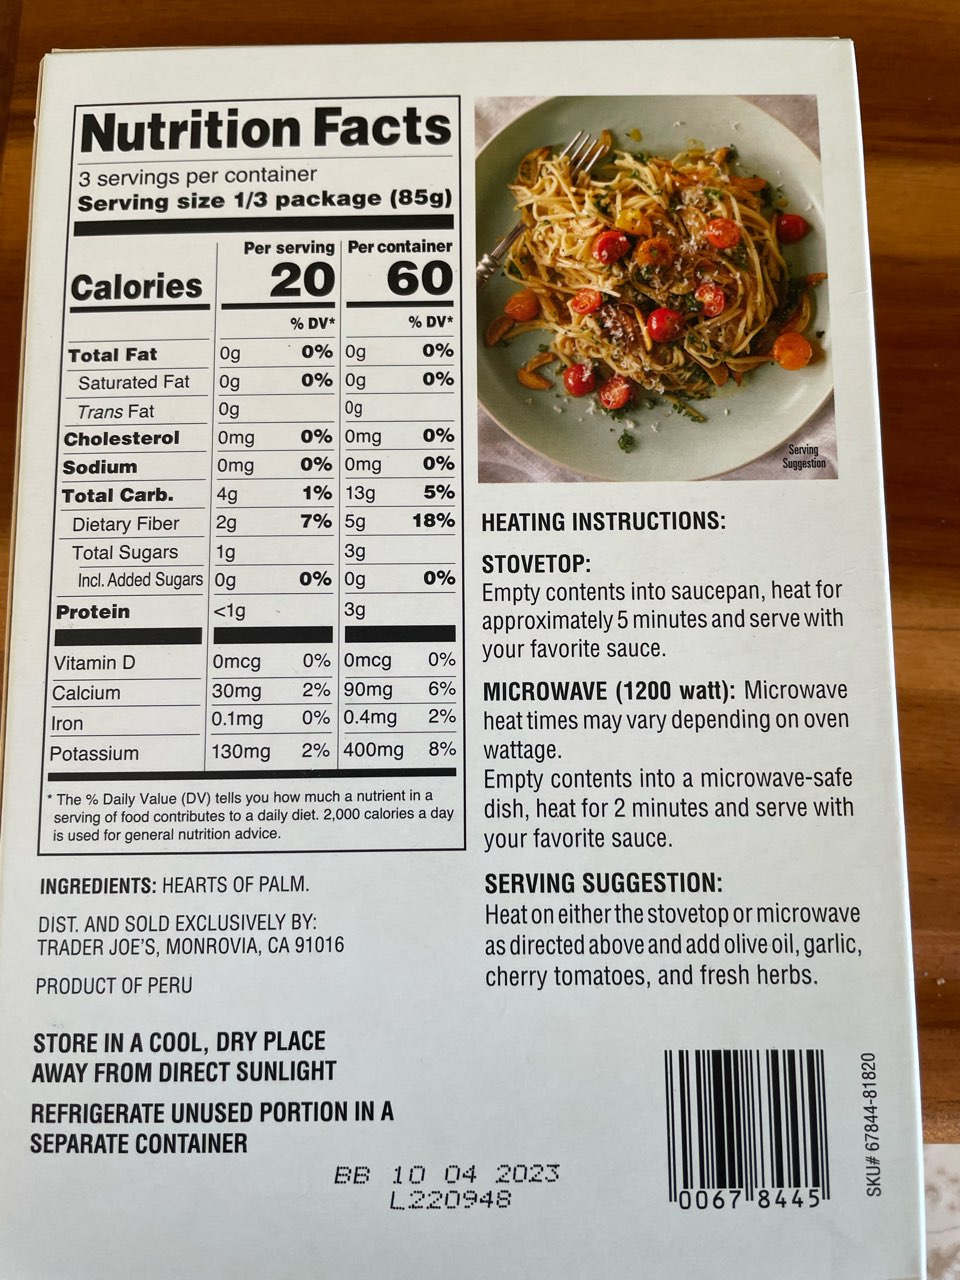 Nutrition Facts
3 servings per container
Serving size 1/3 package (85g)
Per serving Per container
Calories 20 60
% DV* % DV*
Total Fat 0g 0% 0g 0%
Saturated Fat 0g 0% 0g 0%
Trans Fat 0g 0g
Cholesterol 0mg 0% 0mg 0%
Sodium 0mg 0% 0mg 0%
Total Carb. 4g 1% 13g 5%
Dietary Fiber 2g 7% 5g 18%
Total Sugars 1g 3g
Incl. Added Sugars 0g 0% 0g 0%
Protein <1g 3g
Vitamin D 0mcg 0% 0mcg 0%
Calcium 30mg 2% 90mg 6%
Iron 0.1mg 0% 0.4mg 2%
Potassium 130mg 2% 400mg 8%
* The % Daily Value (DV) tells you how much a nutrient in a
serving of food contributes to a daily diet. 2,000 calories a day
is used for general nutrition advice.
INGREDIENTS: HEARTS OF PALM.
DIST. AND SOLD EXCLUSIVELY BY:
TRADER JOE'S, MONROVIA, CA 91016
PRODUCT OF PERU
STORE IN A COOL, DRY PLACE
AWAY FROM DIRECT SUNLIGHT
REFRIGERATE UNUSED PORTION IN A
SEPARATE CONTAINER
BB 10 04 2023
L220948
Serving
Suggestion
HEATING INSTRUCTIONS:
STOVETOP:
Empty contents into saucepan, heat for
approximately 5 minutes and serve with
your favorite sauce.
MICROWAVE (1200 watt): Microwave
heat times may vary depending on oven
wattage.
Empty contents into a microwave-safe
dish, heat for 2 minutes and serve with
your favorite sauce.
SERVING SUGGESTION:
Heat on either the stovetop or microwave
as directed above and add olive oil, garlic,
cherry tomatoes, and fresh herbs.
0067 8445
SKU# 67844-81820